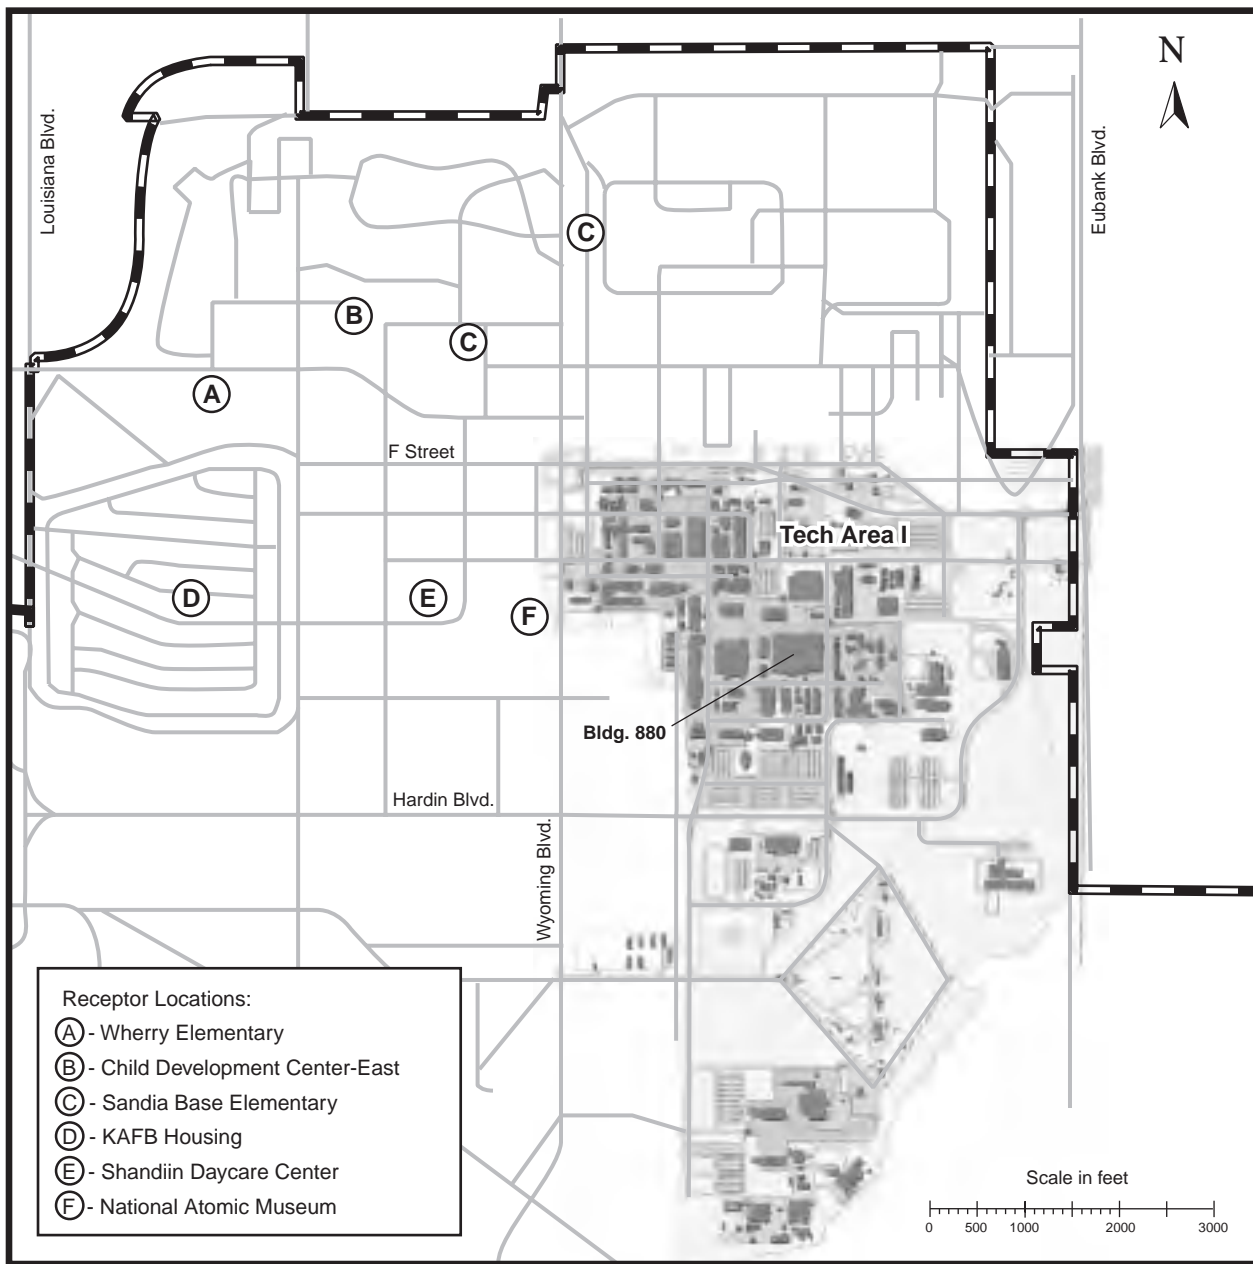 N
Louisiana Blvd.
Eubank Blvd.
C
B
C
A
F Street
Tech Area I
D
E
F
Bldg. 880
Hardin Blvd.
Wyoming Blvd.
Receptor Locations:
A - Wherry Elementary
B - Child Development Center-East
C - Sandia Base Elementary
D - KAFB Housing
E - Shandiin Daycare Center
F - National Atomic Museum
Scale in feet
0 500 1000 2000 3000